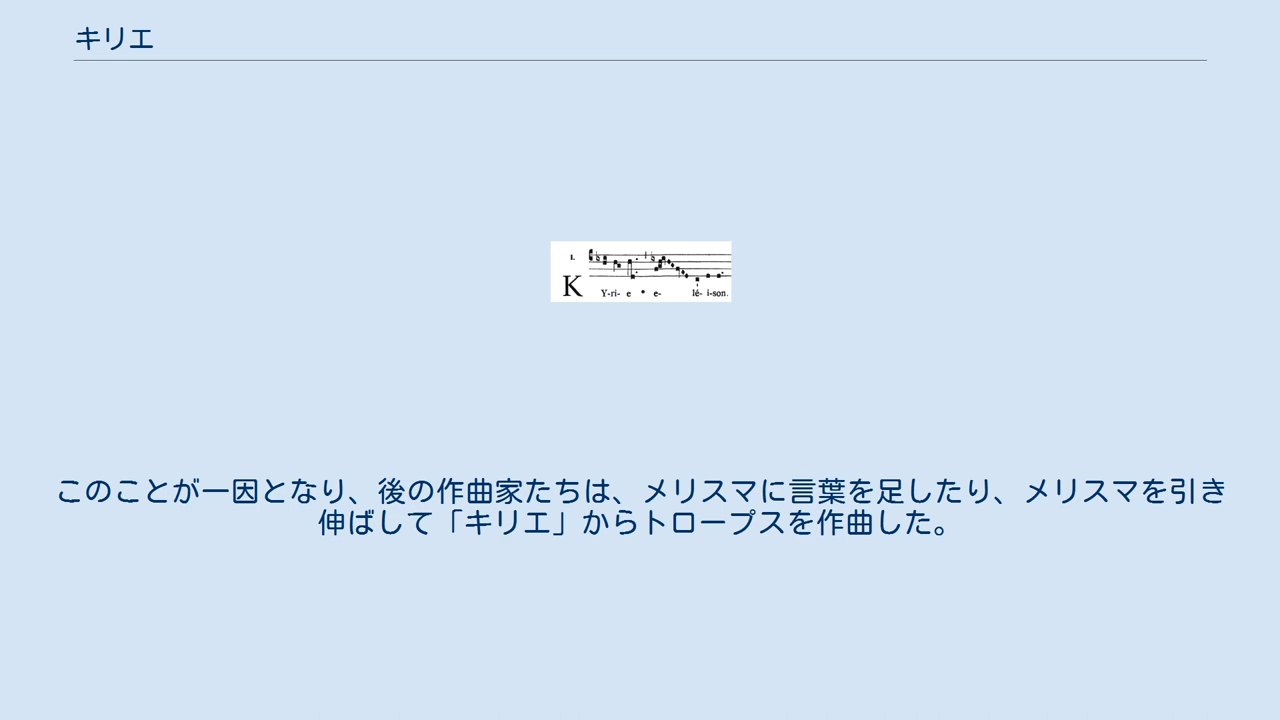 キリエ
I.
K
Y-ri- e * e- lé- i-son.
このことが一因となり、後の作曲家たちは、メリスマに言葉を足したり、メリスマを引き
伸ばして「キリエ」からトロープスを作曲した。